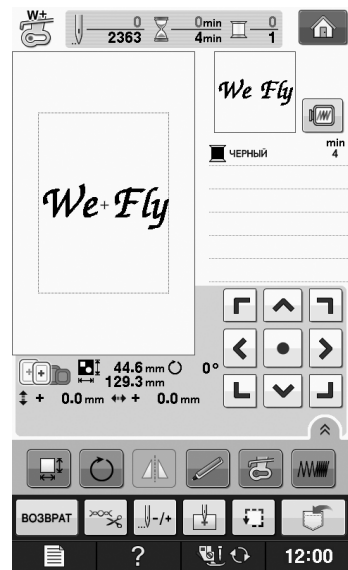 W+
0
2363
0min
4min
0
1
We Fly
ЧЕРНЫЙ
min
4
We Fly
44.6 mm 0°
129.3 mm
+ 0.0 mm + 0.0 mm
ВОЗВРАТ
-/+
?
12:00